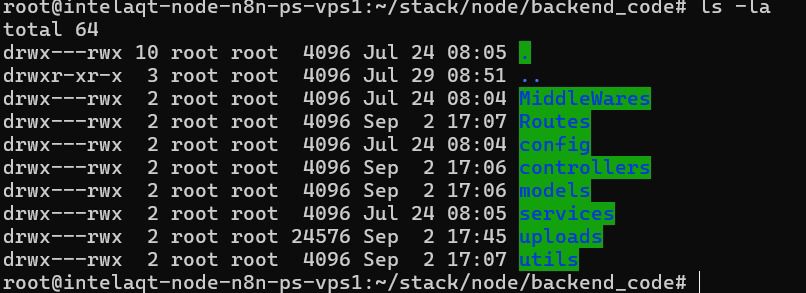 root@intelaqt-node-n8n-ps-vps1:~/stack/node/backend_code# ls -la
total 64
drwx---rwx 10 root root  4096 Jul 24 08:05 .
drwxr-xr-x  3 root root  4096 Jul 29 08:51 ..
drwx---rwx  2 root root  4096 Jul 24 08:04 MiddleWares
drwx---rwx  2 root root  4096 Sep  2 17:07 Routes
drwx---rwx  2 root root  4096 Jul 24 08:04 config
drwx---rwx  2 root root  4096 Sep  2 17:06 controllers
drwx---rwx  2 root root  4096 Sep  2 17:06 models
drwx---rwx  2 root root  4096 Jul 24 08:05 services
drwx---rwx  2 root root 24576 Sep  2 17:45 uploads
drwx---rwx  2 root root  4096 Sep  2 17:07 utils
root@intelaqt-node-n8n-ps-vps1:~/stack/node/backend_code#